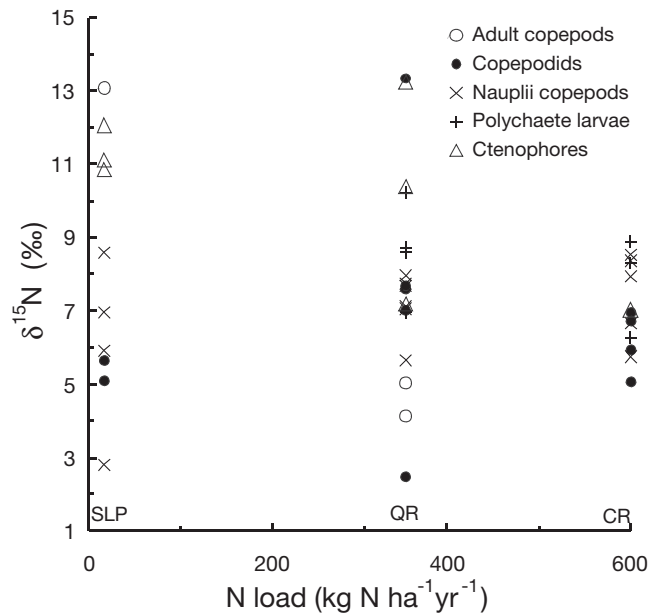 Adult copepods
Copepodids
Nauplii copepods
Polychaete larvae
Ctenophores
15
13
11
9
7
5
3
1
δ¹⁵N (‰)
SLP
QR
CR
0
200
400
600
N load (kg N ha⁻¹yr⁻¹)